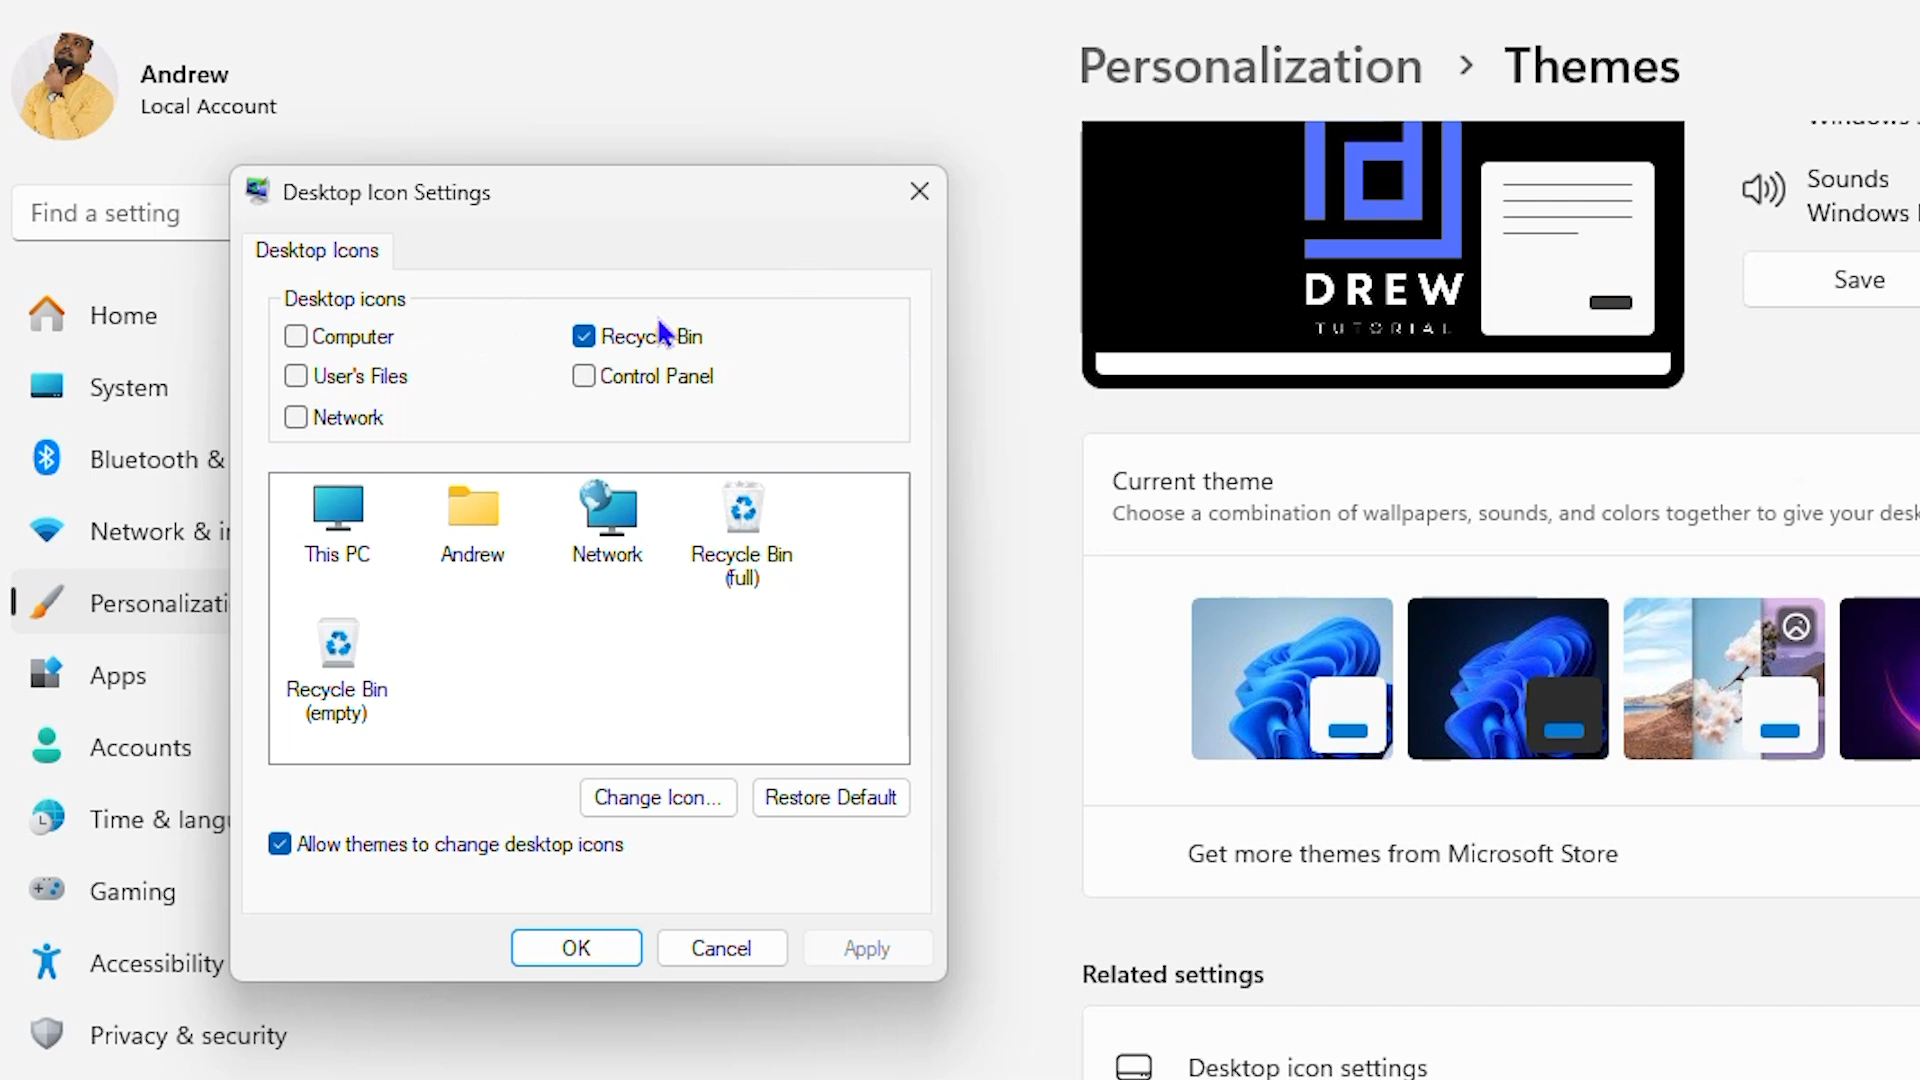 Andrew
Local Account
Find a setting
Home
System
Bluetooth &
Network & i
Personalizati
Apps
Accounts
Time & lang
Gaming
Accessibility
Privacy & security
Desktop Icon Settings
Desktop Icons
Desktop icons
Computer
Recycle Bin
User's Files
Control Panel
Network
This PC
Andrew
Network
Recycle Bin
(full)
Recycle Bin
(empty)
Change Icon...
Restore Default
Allow themes to change desktop icons
OK
Cancel
Apply
Personalization > Themes
DREW
TUTORIAL
Sounds
Windows
Save
Current theme
Choose a combination of wallpapers, sounds, and colors together to give your desk
Get more themes from Microsoft Store
Related settings
Desktop icon settings